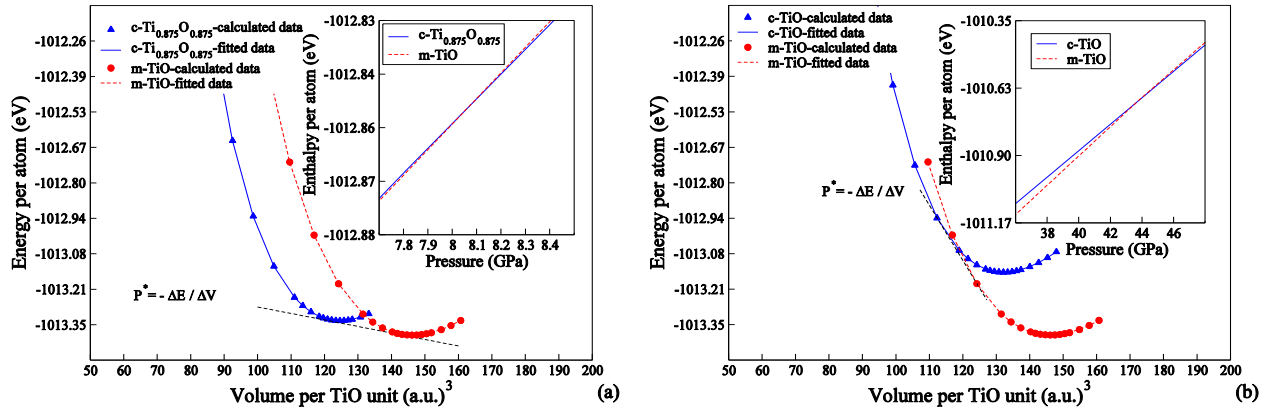 c-Ti0.875O0.875-calculated data
c-Ti0.875O0.875-fitted data
m-TiO-calculated data
m-TiO-fitted data
Energy per atom (eV)
-1012.26
-1012.39
-1012.53
-1012.67
-1012.80
-1012.94
-1013.08
-1013.21
-1013.35
P* = - ΔE / ΔV
50 60 70 80 90 100 110 120 130 140 150 160 170 180 190 200
Volume per TiO unit (a.u.)3
(a)
Enthalpy per atom (eV)
-1012.83
-1012.84
-1012.86
-1012.87
-1012.88
c-Ti0.875O0.875
m-TiO
7.8 7.9 8 8.1 8.2 8.3 8.4
Pressure (GPa)
c-TiO-calculated data
c-TiO-fitted data
m-TiO-calculated data
m-TiO-fitted data
Energy per atom (eV)
-1012.26
-1012.39
-1012.53
-1012.67
-1012.80
-1012.94
-1013.08
-1013.21
-1013.35
P* = - ΔE / ΔV
50 60 70 80 90 100 110 120 130 140 150 160 170 180 190 200
Volume per TiO unit (a.u.)3
(b)
Enthalpy per atom (eV)
-1010.35
-1010.63
-1010.90
-1011.17
c-TiO
m-TiO
38 40 42 44 46
Pressure (GPa)